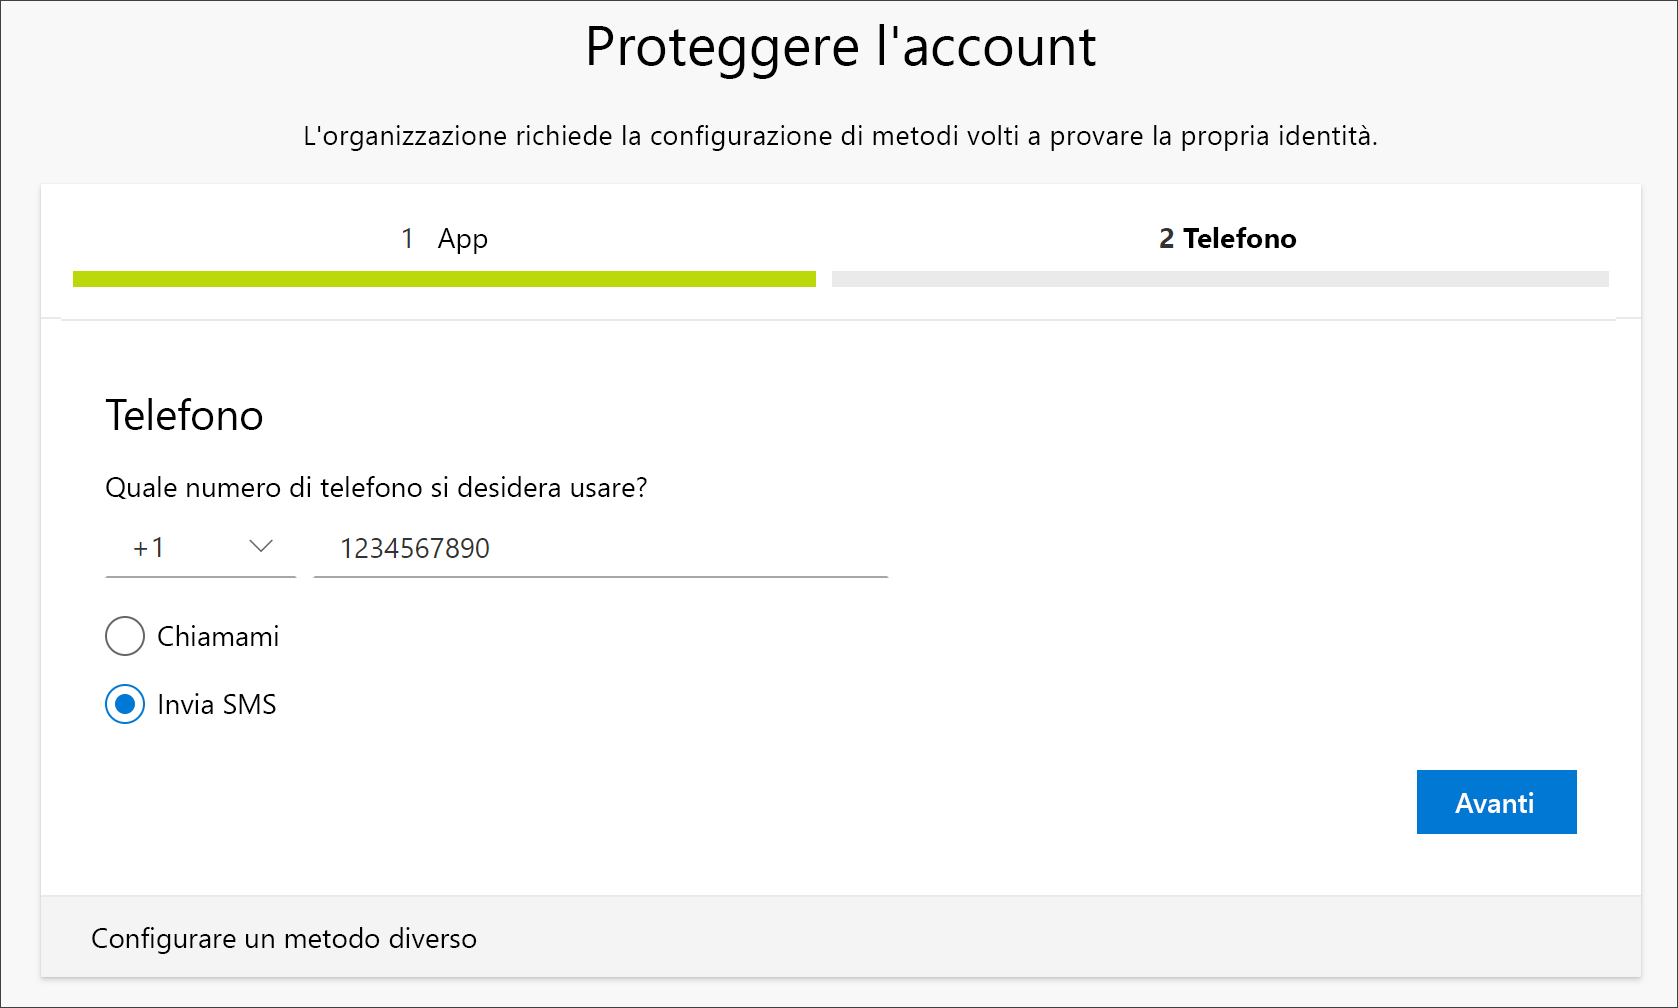 Proteggere l'account
L'organizzazione richiede la configurazione di metodi volti a provare la propria identità.
1 App
2 Telefono
Telefono
Quale numero di telefono si desidera usare?
+1 1234567890
Chiamami
Invia SMS
Avanti
Configurare un metodo diverso